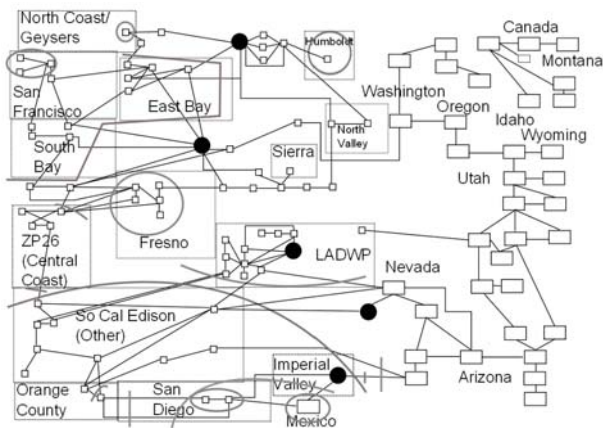 North Coast/
Geysers
Humboldt
Canada
Montana
San
Francisco
East Bay
Washington
Oregon
Idaho
Wyoming
South
Bay
North
Valley
Sierra
Utah
ZP26
(Central
Coast)
Fresno
LADWP
Nevada
So Cal Edison
(Other)
Imperial
Valley
Arizona
Orange
County
San
Diego
Mexico